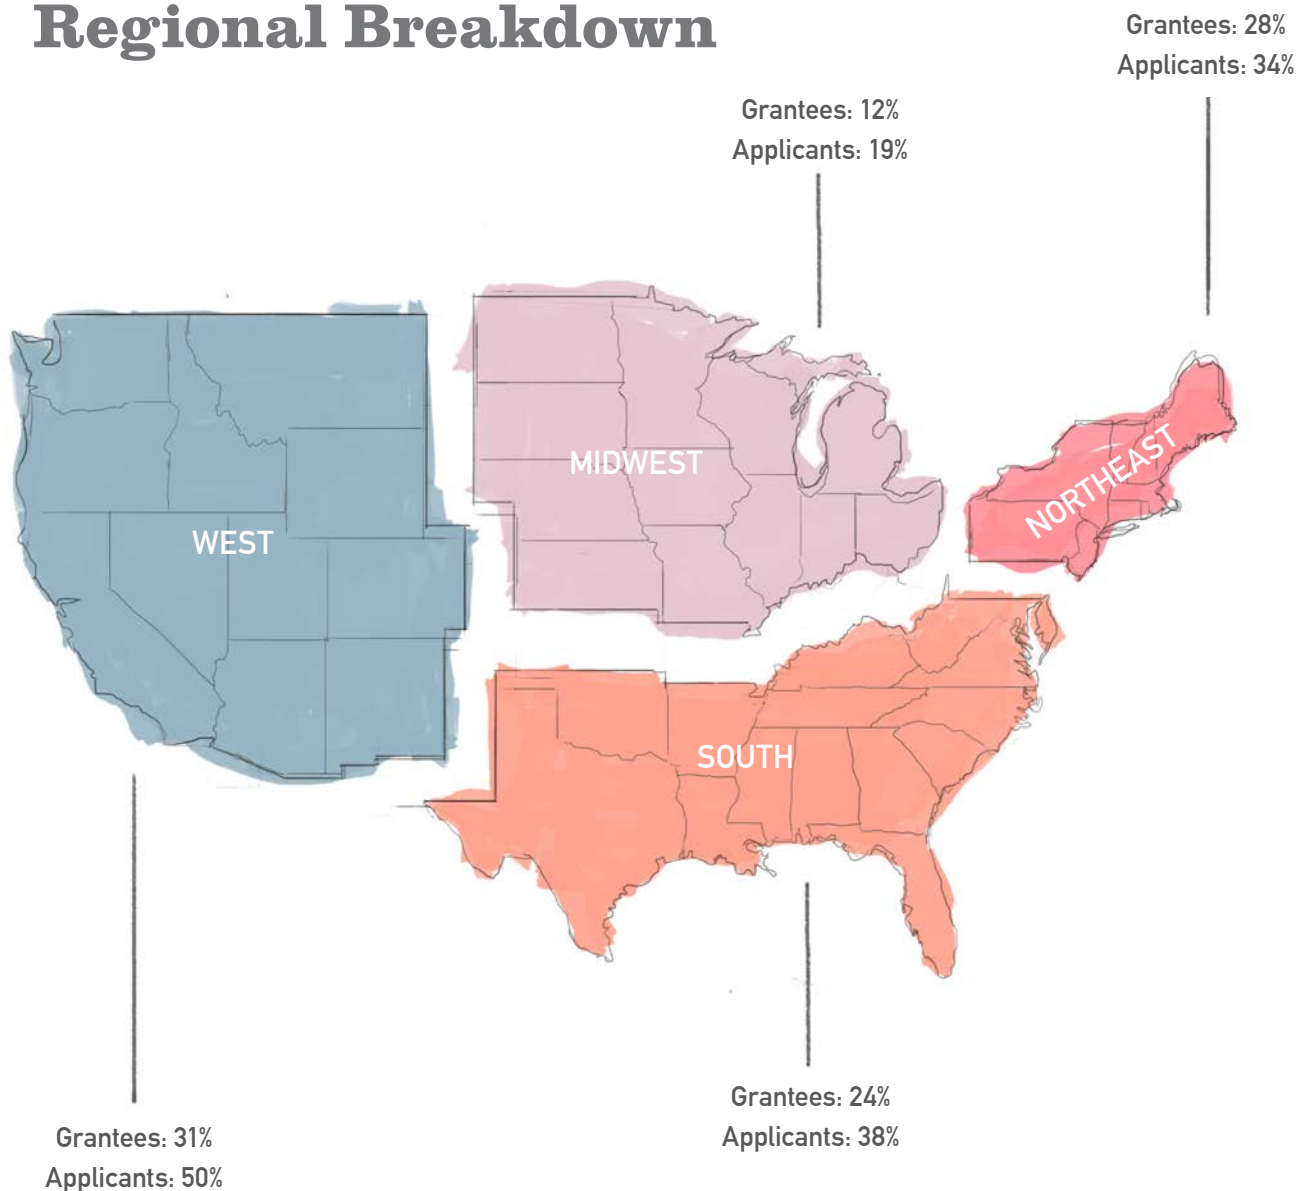 Regional Breakdown
Grantees: 28%
Applicants: 34%
Grantees: 12%
Applicants: 19%
MIDWEST
NORTHEAST
WEST
SOUTH
Grantees: 24%
Applicants: 38%
Grantees: 31%
Applicants: 50%